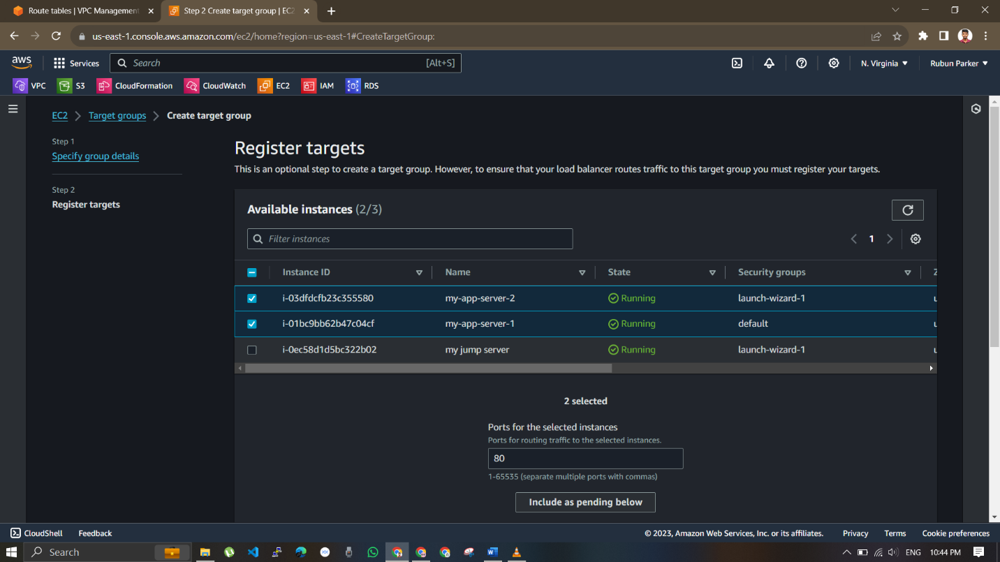 Route tables | VPC Management
Step 2 Create target group | EC2
us-east-1.console.aws.amazon.com/ec2/home?region=us-east-1#CreateTargetGroup:
aws
Services
Search
[Alt+S]
N. Virginia
Rubun Parker
VPC
S3
CloudFormation
CloudWatch
EC2
IAM
RDS
EC2
Target groups
Create target group
Step 1
Specify group details
Step 2
Register targets
Register targets
This is an optional step to create a target group. However, to ensure that your load balancer routes traffic to this target group you must register your targets.
Available instances (2/3)
Filter instances
1
Instance ID Name State Security groups
i-03dfdcfb23c355580 my-app-server-2 Running launch-wizard-1
i-01bc9bb62b47c04cf my-app-server-1 Running default
i-0ec58d1d5bc322b02 my jump server Running launch-wizard-1
2 selected
Ports for the selected instances
Ports for routing traffic to the selected instances.
80
1-65535 (separate multiple ports with commas)
Include as pending below
CloudShell
Feedback
© 2023, Amazon Web Services, Inc. or its affiliates.
Privacy
Terms
Cookie preferences
Search
ENG
10:44 PM